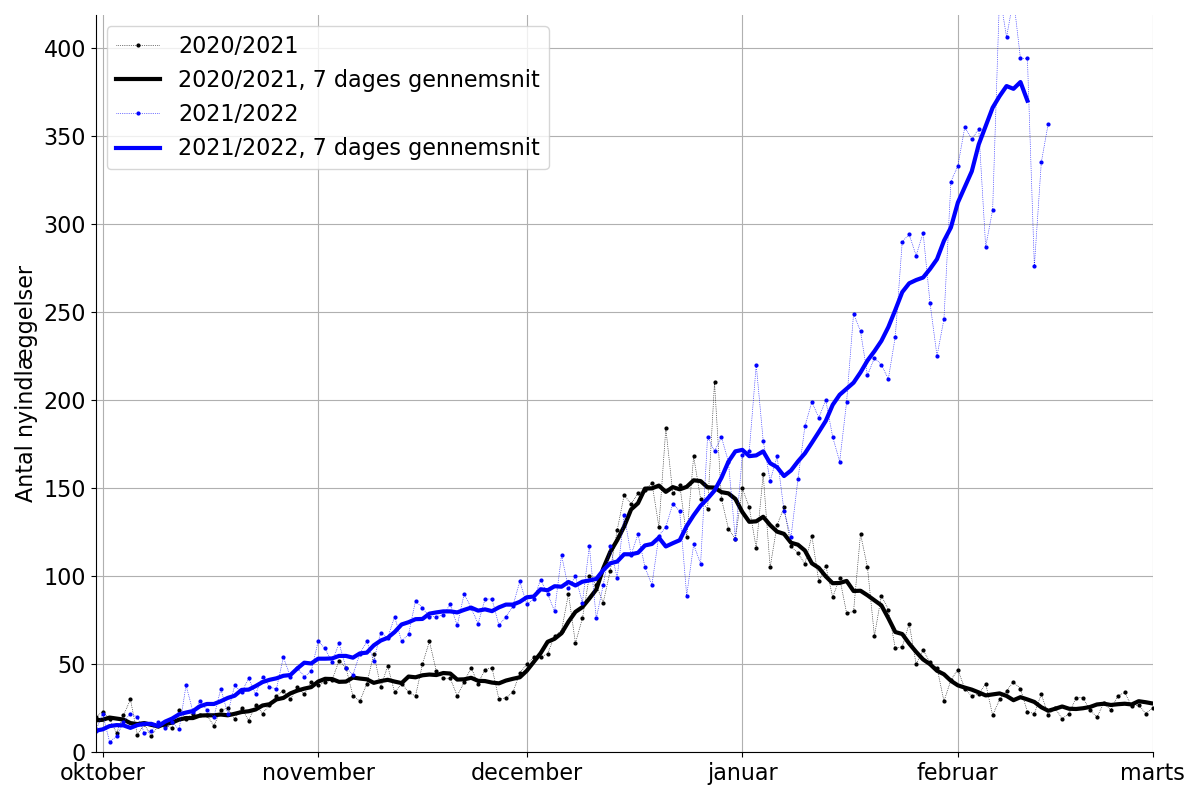 2020/2021
2020/2021, 7 dages gennemsnit
2021/2022
2021/2022, 7 dages gennemsnit
Antal nyindlæggelser
400
350
300
250
200
150
100
50
0
oktober november december januar februar marts